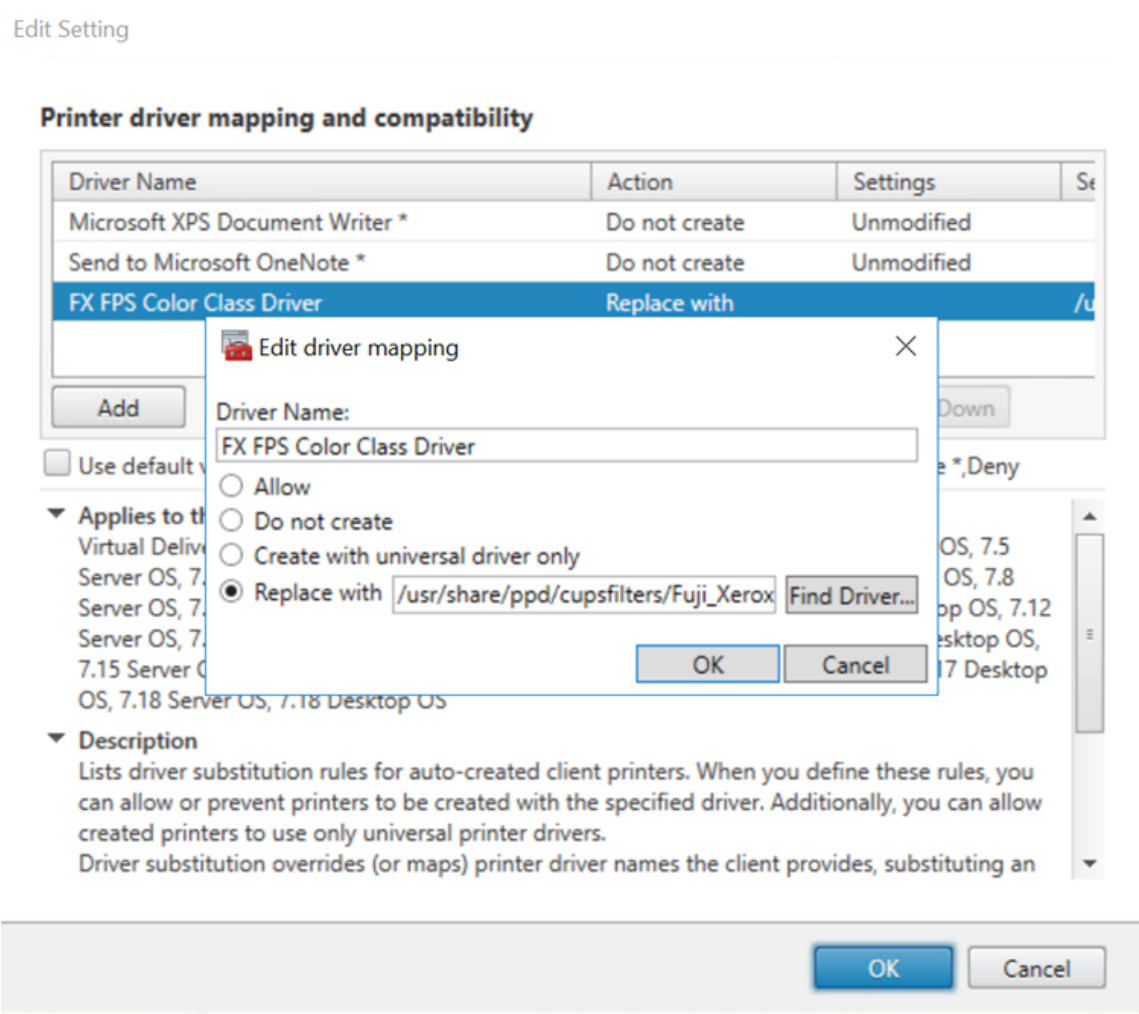 Edit Setting
Printer driver mapping and compatibility
Driver Name Action Settings
Microsoft XPS Document Writer * Do not create Unmodified
Send to Microsoft OneNote * Do not create Unmodified
FX FPS Color Class Driver Replace with /u
Edit driver mapping
Add Down
Driver Name:
FX FPS Color Class Driver
Use default *,Deny
Allow
Applies to
Do not create
Virtual OS, 7.5
Create with universal driver only
Server OS, OS, 7.8
Replace with /usr/share/ppd/cupsfilters/Fuji_Xerox Find Driver...
Server OS, OS, 7.12
Server OS, OS,
OK Cancel
7.15 Server Desktop
OS, 7.18 Server OS, 7.18 Desktop OS
Description
Lists driver substitution rules for auto-created client printers. When you define these rules, you
can allow or prevent printers to be created with the specified driver. Additionally, you can allow
created printers to use only universal printer drivers.
Driver substitution overrides (or maps) printer driver names the client provides, substituting an
OK Cancel